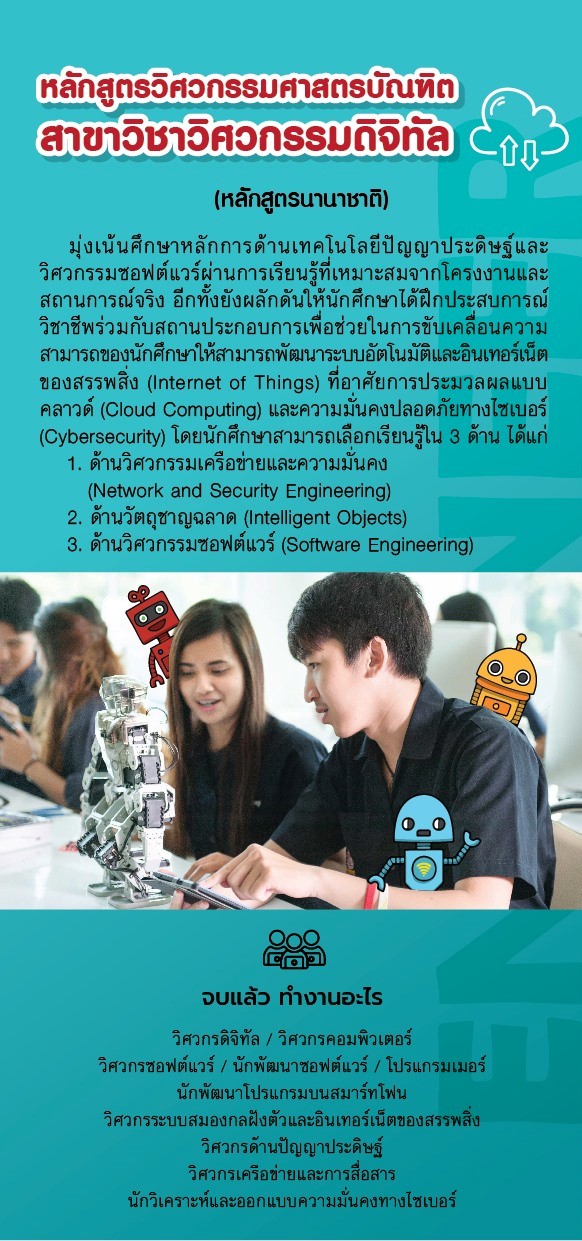 หลักสูตรวิศวกรรมศาสตรบัณฑิต
สาขาวิชาวิศวกรรมดิจิทัล
(หลักสูตรนานาชาติ)
มุ่งเน้นศึกษาหลักการด้านเทคโนโลยีปัญญาประดิษฐ์และ
วิศวกรรมซอฟต์แวร์ผ่านการเรียนรู้ที่เหมาะสมจากโครงงานและ
สถานการณ์จริง อีกทั้งยังผลักดันให้นักศึกษาได้ฝึกประสบการณ์
วิชาชีพร่วมกับสถานประกอบการเพื่อช่วยในการขับเคลื่อนความ
สามารถของนักศึกษาให้สามารถพัฒนาระบบอัตโนมัติและอินเทอร์เน็ต
ของสรรพสิ่ง (Internet of Things) ที่อาศัยการประมวลผลแบบ
คลาวด์ (Cloud Computing) และความมั่นคงปลอดภัยทางไซเบอร์
(Cybersecurity) โดยนักศึกษาสามารถเลือกเรียนรู้ใน 3 ด้าน ได้แก่
1. ด้านวิศวกรรมเครือข่ายและความมั่นคง
(Network and Security Engineering)
2. ด้านวัตถุชาญฉลาด (Intelligent Objects)
3. ด้านวิศวกรรมซอฟต์แวร์ (Software Engineering)
จบแล้ว ทำงานอะไร
วิศวกรดิจิทัล / วิศวกรคอมพิวเตอร์
วิศวกรซอฟต์แวร์ / นักพัฒนาซอฟต์แวร์ / โปรแกรมเมอร์
นักพัฒนาโปรแกรมบนสมาร์ทโฟน
วิศวกรระบบสมองกลฝังตัวและอินเทอร์เน็ตของสรรพสิ่ง
วิศวกรด้านปัญญาประดิษฐ์
วิศวกรเครือข่ายและการสื่อสาร
นักวิเคราะห์และออกแบบความมั่นคงทางไซเบอร์